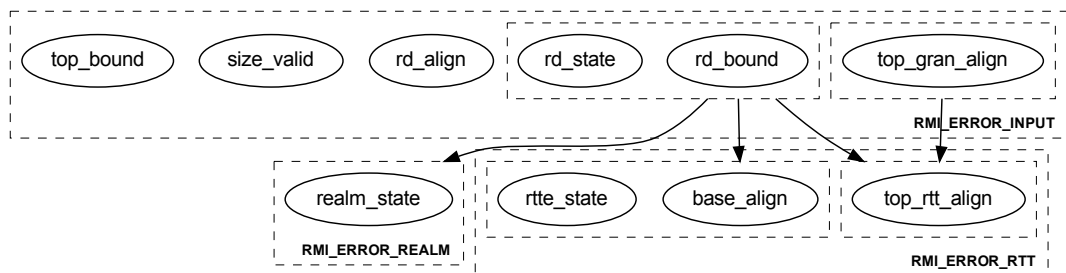 top_bound
size_valid
rd_align
rd_state
rd_bound
top_gran_align
RMI_ERROR_INPUT
realm_state
rtte_state
base_align
top_rtt_align
RMI_ERROR_REALM
RMI_ERROR_RTT